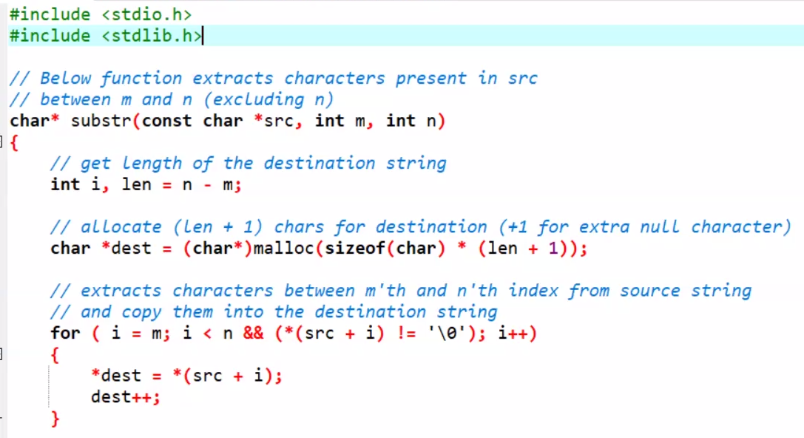 #include <stdio.h>
#include <stdlib.h>
// Below function extracts characters present in src
// between m and n (excluding n)
char* substr(const char *src, int m, int n)
{
// get length of the destination string
int i, len = n - m;
// allocate (len + 1) chars for destination (+1 for extra null character)
char *dest = (char*)malloc(sizeof(char) * (len + 1));
// extracts characters between m'th and n'th index from source string
// and copy them into the destination string
for ( i = m; i < n && (*(src + i) != '\0'); i++)
{
*dest = *(src + i);
dest++;
}